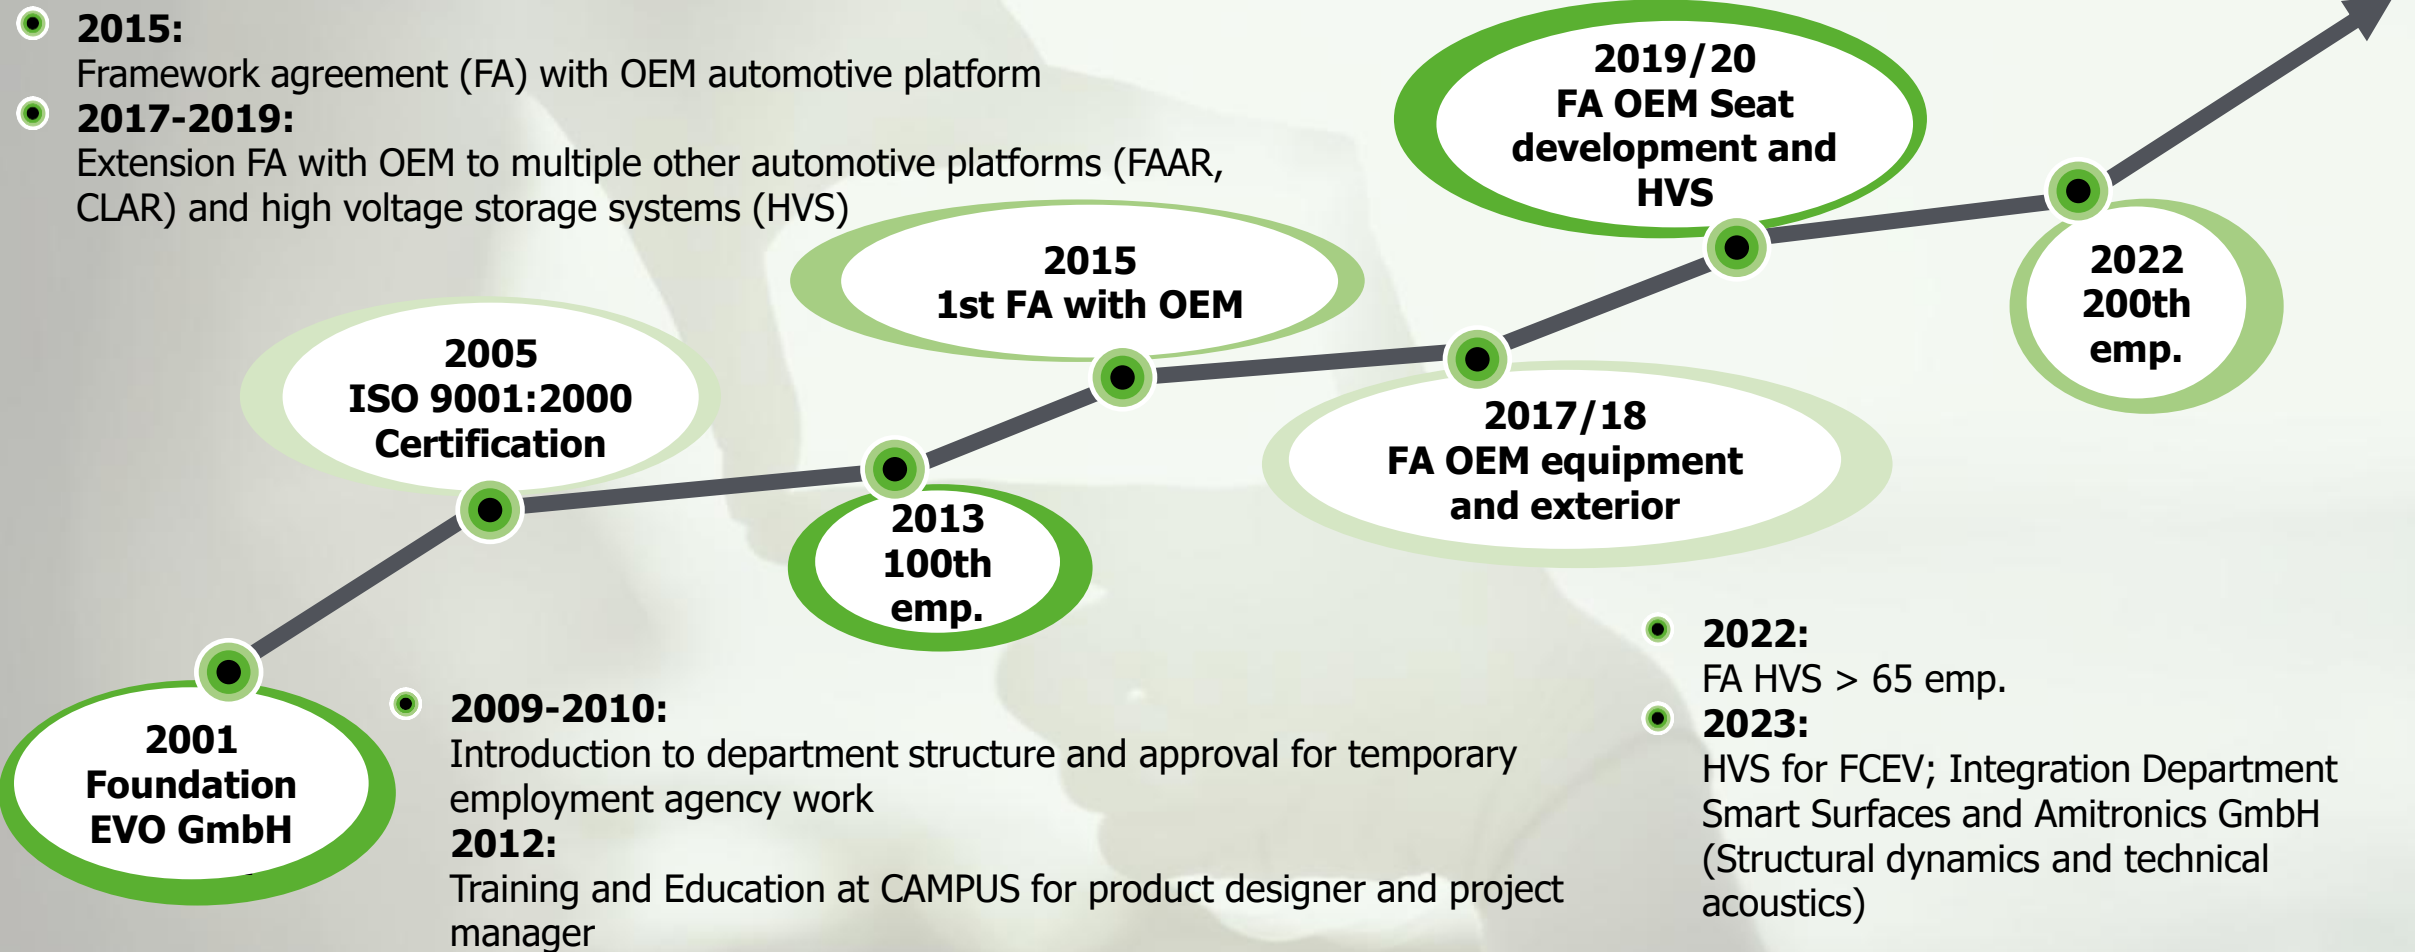 2015:
Framework agreement (FA) with OEM automotive platform
2017-2019:
Extension FA with OEM to multiple other automotive platforms (FAAR,
CLAR) and high voltage storage systems (HVS)
2001
Foundation
EVO GmbH
2005
ISO 9001:2000
Certification
2013
100th
emp.
2015
1st FA with OEM
2017/18
FA OEM equipment
and exterior
2019/20
FA OEM Seat
development and
HVS
2022
200th
emp.
2009-2010:
Introduction to department structure and approval for temporary
employment agency work
2012:
Training and Education at CAMPUS for product designer and project
manager
2022:
FA HVS > 65 emp.
2023:
HVS for FCEV; Integration Department
Smart Surfaces and Amitronics GmbH
(Structural dynamics and technical
acoustics)